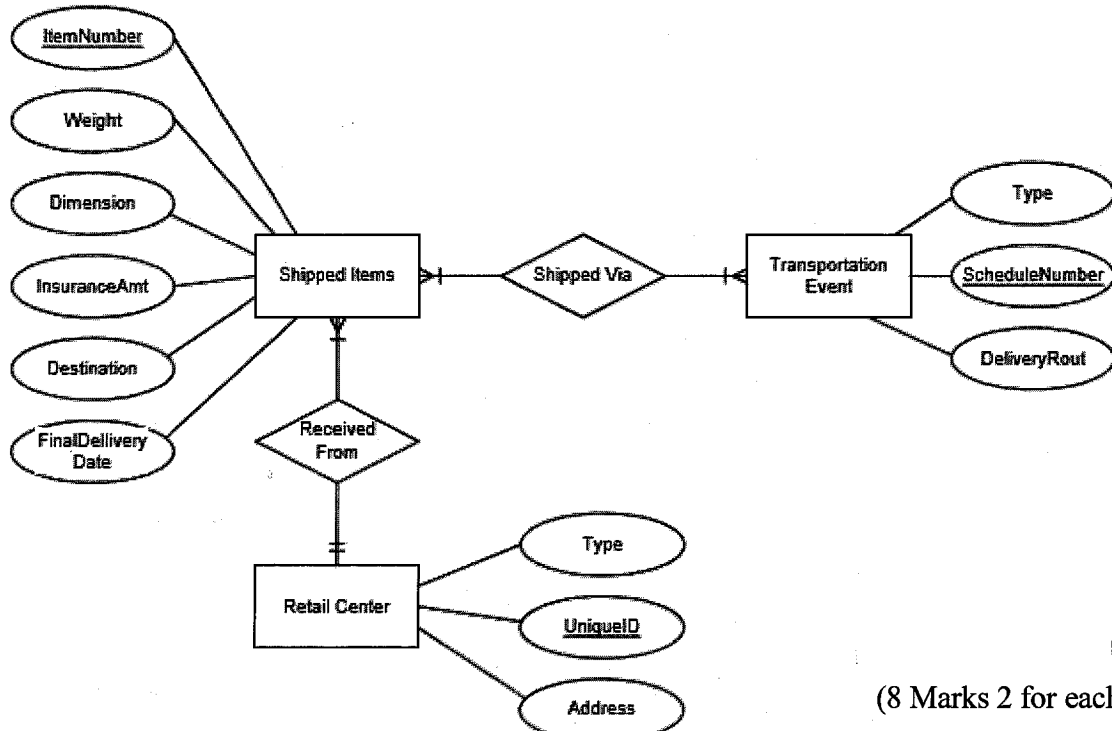 ItemNumber
Weight
Dimension
InsuranceAmt
Destination
FinalDellivery
Date
Shipped Items
Shipped Via
Transportation
Event
Type
ScheduleNumber
DeliveryRout
Received
From
Retail Center
Type
UniqueID
Address
(8 Marks 2 for each